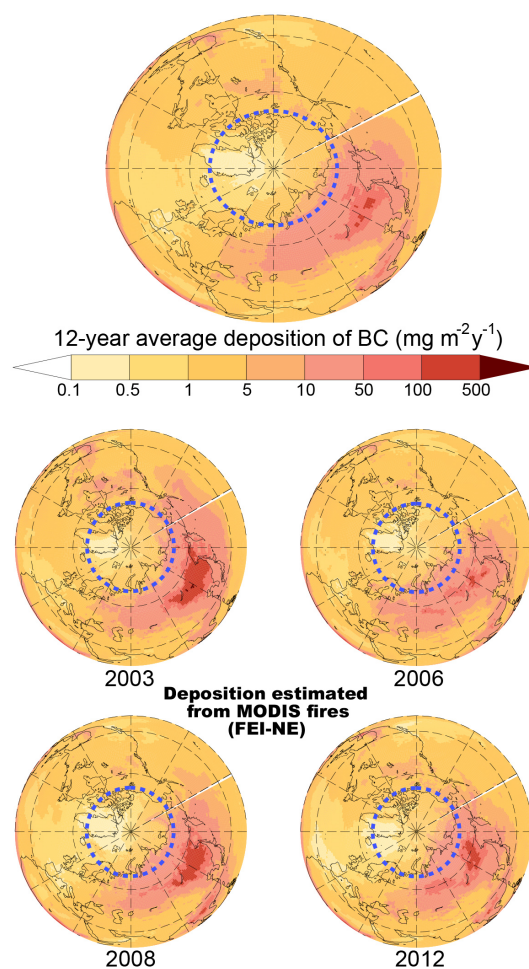 12-year average deposition of BC (mg m⁻²y⁻¹)
0.1 0.5 1 5 10 50 100 500
2003 2006
Deposition estimated
from MODIS fires
(FEI-NE)
2008 2012